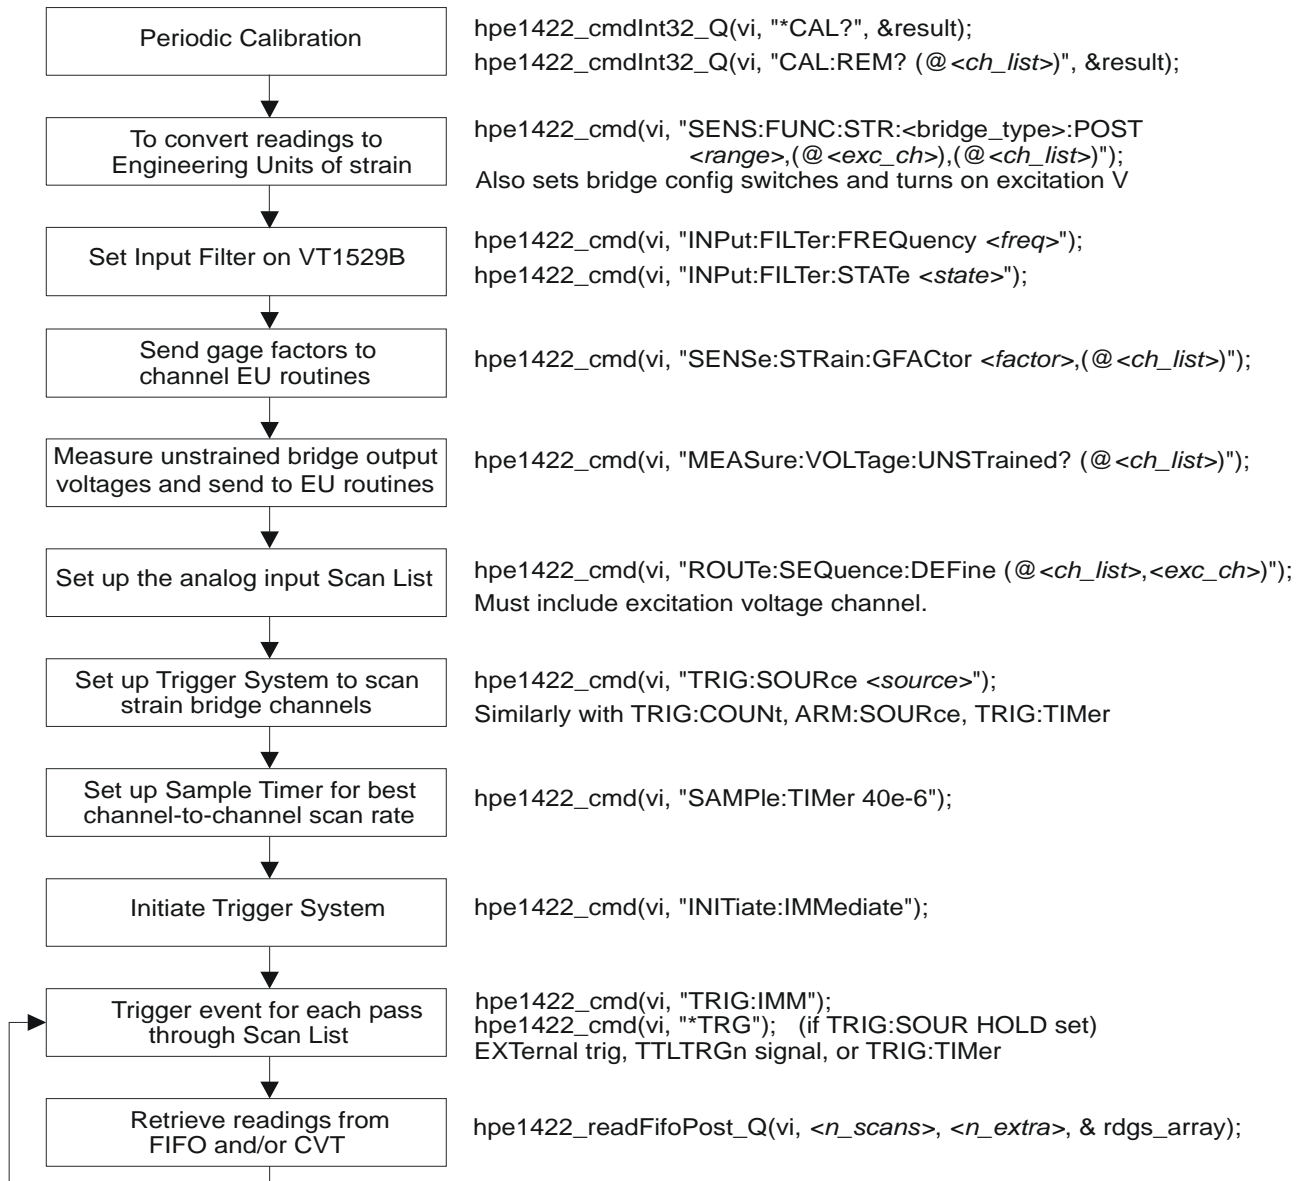 Periodic Calibration
hpe1422_cmdInt32_Q(vi, "*CAL?", &result);
hpe1422_cmdInt32_Q(vi, "CAL:REM? (@<ch_list>)", &result);
To convert readings to
Engineering Units of strain
hpe1422_cmd(vi, "SENS:FUNC:STR:<bridge_type>:POST
<range>,(@<exc_ch>),(@<ch_list>)");
Also sets bridge config switches and turns on excitation V
Set Input Filter on VT1529B
hpe1422_cmd(vi, "INPut:FILTer:FREQuency <freq>");
hpe1422_cmd(vi, "INPut:FILTer:STATe <state>");
Send gage factors to
channel EU routines
hpe1422_cmd(vi, "SENSe:STRain:GFACtor <factor>,(@<ch_list>)");
Measure unstrained bridge output
voltages and send to EU routines
hpe1422_cmd(vi, "MEASure:VOLTage:UNSTrained? (@<ch_list>)");
Set up the analog input Scan List
hpe1422_cmd(vi, "ROUTe:SEQuence:DEFine (@<ch_list>,<exc_ch>)");
Must include excitation voltage channel.
Set up Trigger System to scan
strain bridge channels
hpe1422_cmd(vi, "TRIG:SOURce <source>");
Similarly with TRIG:COUNt, ARM:SOURce, TRIG:TIMer
Set up Sample Timer for best
channel-to-channel scan rate
hpe1422_cmd(vi, "SAMPle:TIMer 40e-6");
Initiate Trigger System
hpe1422_cmd(vi, "INITiate:IMMediate");
Trigger event for each pass
through Scan List
hpe1422_cmd(vi, "TRIG:IMM");
hpe1422_cmd(vi, "*TRG"); (if TRIG:SOUR HOLD set)
EXTernal trig, TTLTRGn signal, or TRIG:TIMer
Retrieve readings from
FIFO and/or CVT
hpe1422_readFifoPost_Q(vi, <n_scans>, <n_extra>, & rdgs_array);